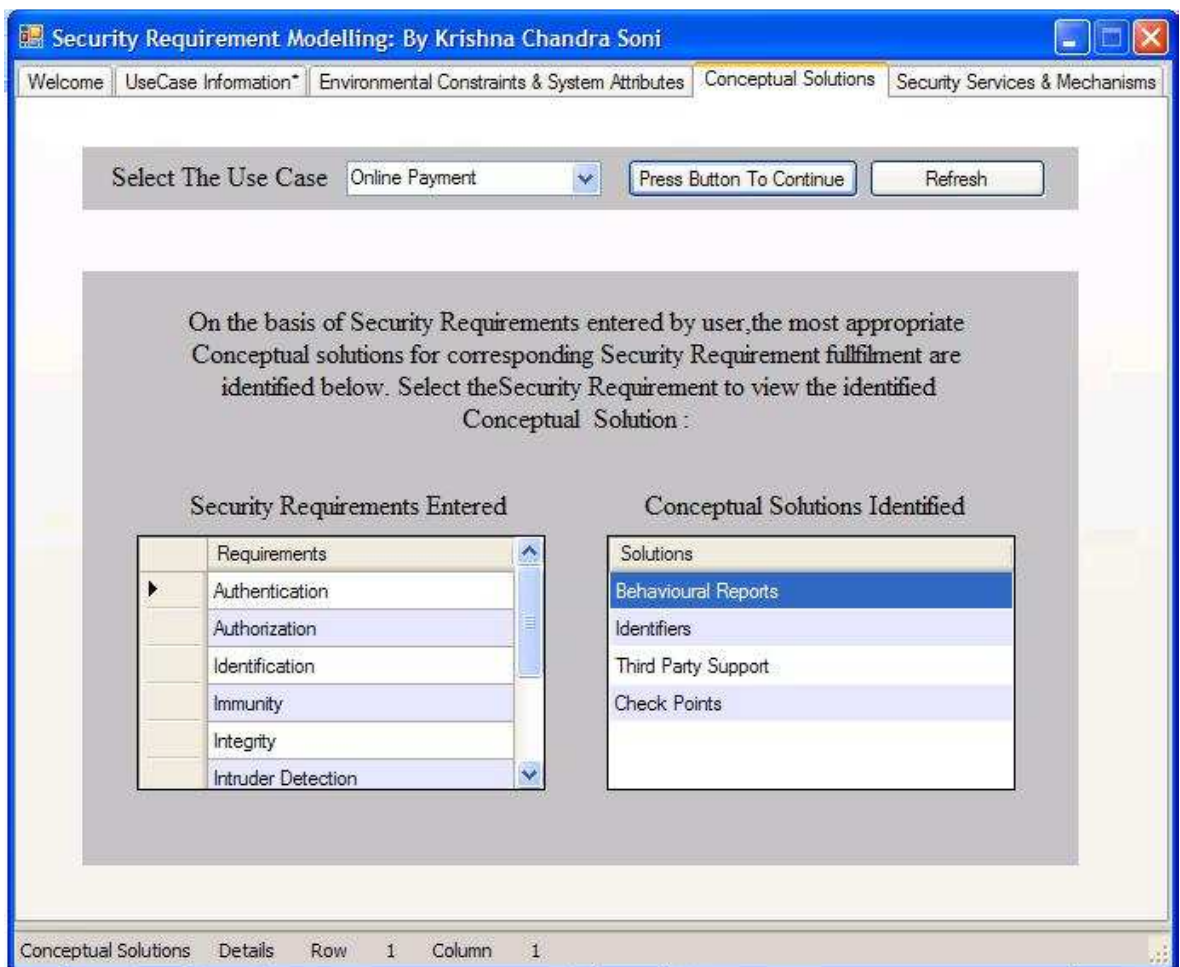 Security Requirement Modelling: By Krishna Chandra Soni
Welcome UseCase Information* Environmental Constraints & System Attributes Conceptual Solutions Security Services & Mechanisms
Select The Use Case Online Payment Press Button To Continue Refresh
On the basis of Security Requirements entered by user,the most appropriate
Conceptual solutions for corresponding Security Requirement fullfilment are
identified below. Select theSecurity Requirement to view the identified
Conceptual Solution :
Security Requirements Entered
Requirements
Authentication
Authorization
Identification
Immunity
Integrity
Intruder Detection
Conceptual Solutions Identified
Solutions
Behavioural Reports
Identifiers
Third Party Support
Check Points
Conceptual Solutions Details Row 1 Column 1